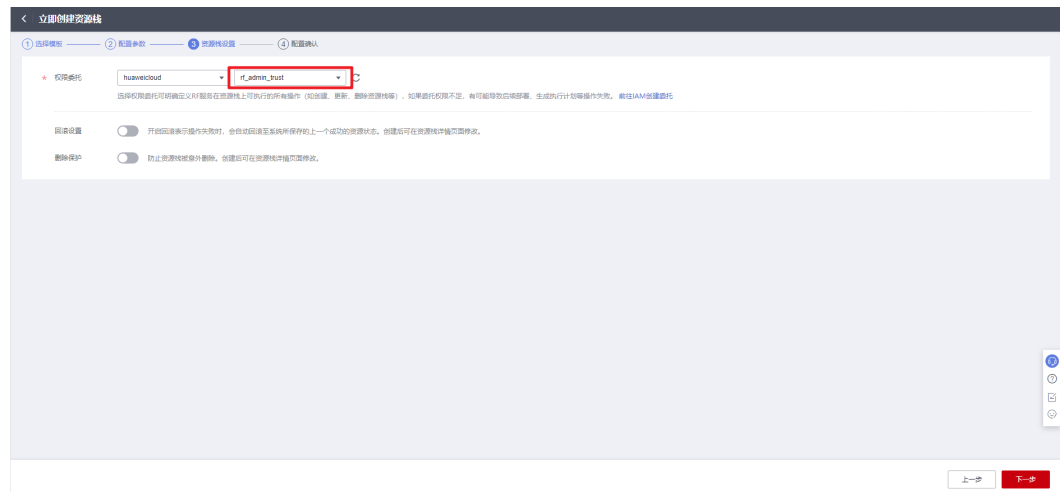 立即创建资源栈
1 选择模板 2 配置参数 3 资源栈设置 4 配置确认
* 权限委托 huaweicloud rf_admin_trust
选择权限委托可明确定义RF服务在资源栈上可执行的所有操作（如创建、更新、删除资源栈等），如果委托权限不足，有可能导致后续部署、生成执行计划等操作失败。 前往IAM创建委托
回滚设置 开启回滚表示操作失败时，会自动回滚至系统所保存的上一个成功的资源状态。创建后可在资源栈详情页面修改。
删除保护 防止资源栈被意外删除。创建后可在资源栈详情页面修改。
上一步 下一步